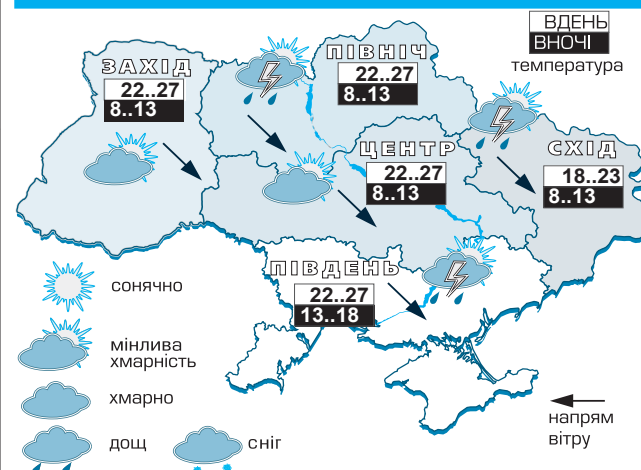 ВДЕНЬ
ВНОЧІ
температура
ЗАХІД
22..27
8..13
ПІВНІЧ
22..27
8..13
ЦЕНТР
22..27
8..13
СХІД
18..23
8..13
ПІВДЕНЬ
22..27
13..18
сонячно
мінлива
хмарність
хмарно
дощ
сніг
напрям
вітру